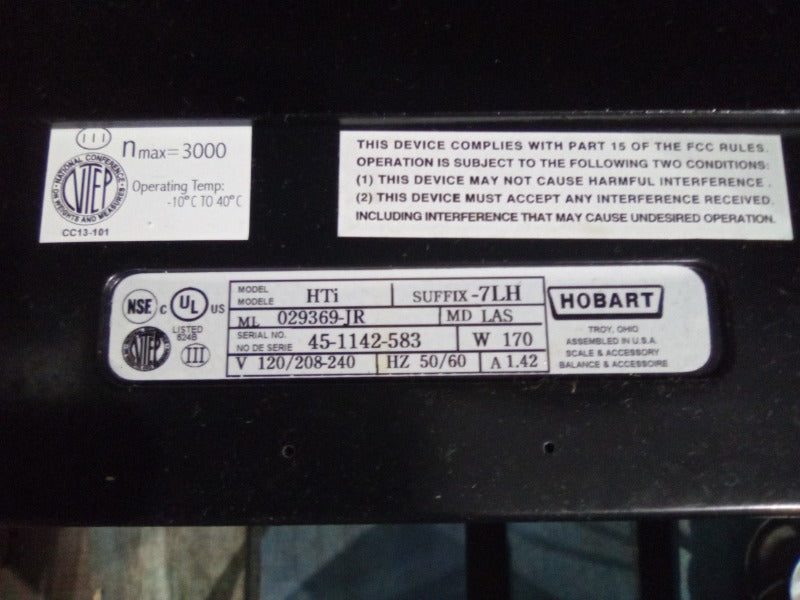 III
nmax=3000
NATIONAL CONFERENCE
NTEP
ON WEIGHTS AND MEASURES
Operating Temp:
-10°C TO 40°C
CC13-101
THIS DEVICE COMPLIES WITH PART 15 OF THE FCC RULES.
OPERATION IS SUBJECT TO THE FOLLOWING TWO CONDITIONS:
(1) THIS DEVICE MAY NOT CAUSE HARMFUL INTERFERENCE.
(2) THIS DEVICE MUST ACCEPT ANY INTERFERENCE RECEIVED.
INCLUDING INTERFERENCE THAT MAY CAUSE UNDESIRED OPERATION.
NSF C UL US
LISTED
824B
NTEP III
MODEL
MODELE HTi SUFFIX -7LH
ML 029369-JR MD LAS
SERIAL NO.
NO DE SERIE 45-1142-583 W 170
V 120/208-240 HZ 50/60 A 1.42
HOBART
TROY, OHIO
ASSEMBLED IN U.S.A.
SCALE & ACCESSORY
BALANCE & ACCESSOIRE